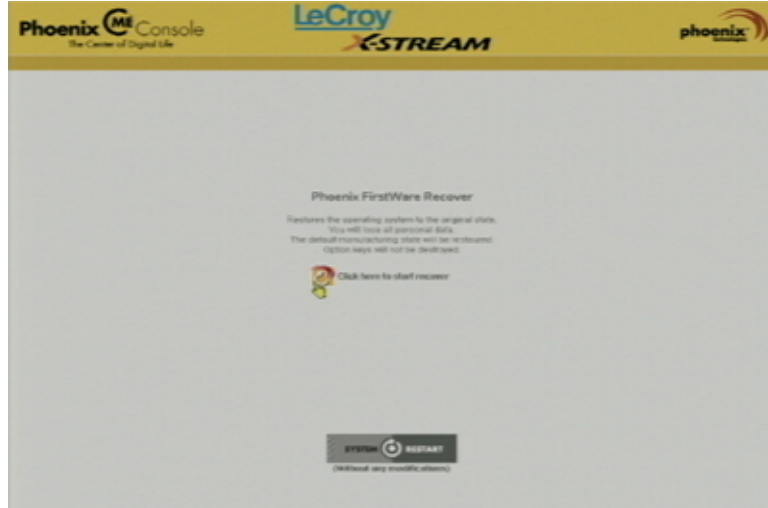 Phoenix CME Console
The Center of Digital Life
LeCroy
X-STREAM
phoenix
technologies
Phoenix FirstWare Recover
Restores the operating system to the original state.
You will lose all personal data.
The default manufacturing state will be restored.
Option keys will not be destroyed.
Click here to start recover
SYSTEM RESTART
(Without any modifications)